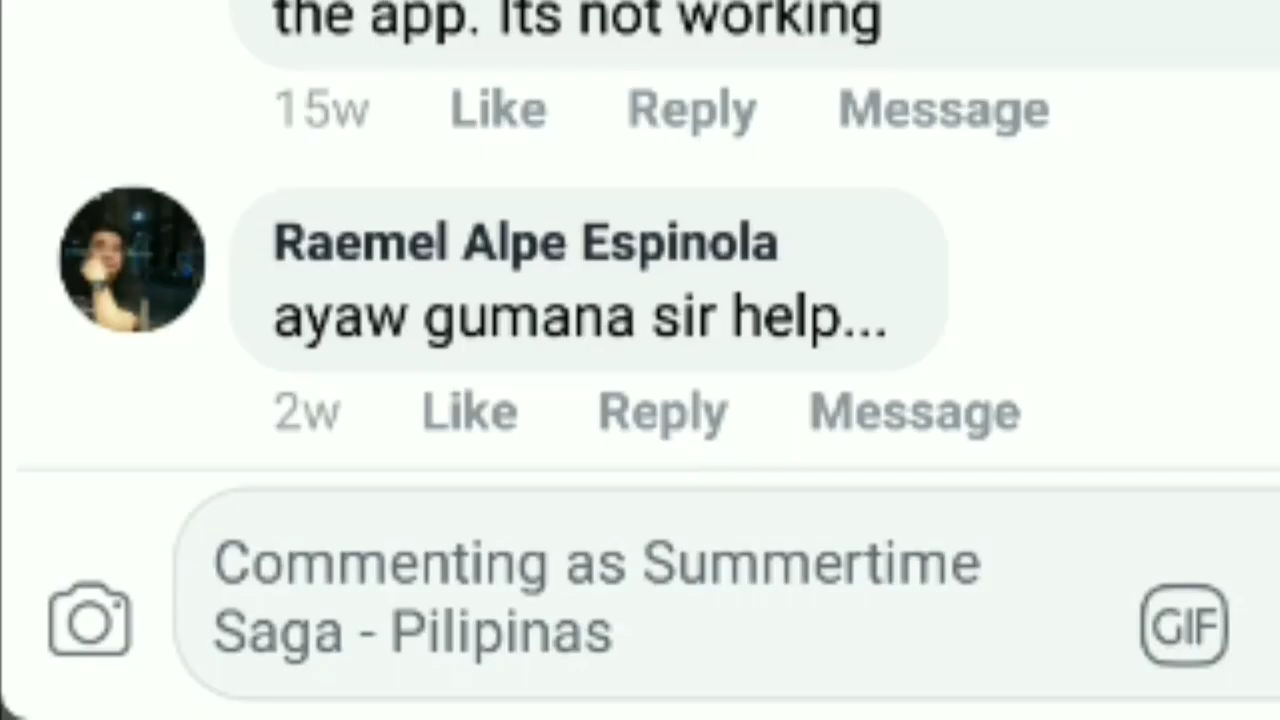 the app. Its not working
15w Like Reply Message
Raemel Alpe Espinola
ayaw gumana sir help...
2w Like Reply Message
Commenting as Summertime
Saga - Pilipinas
GIF